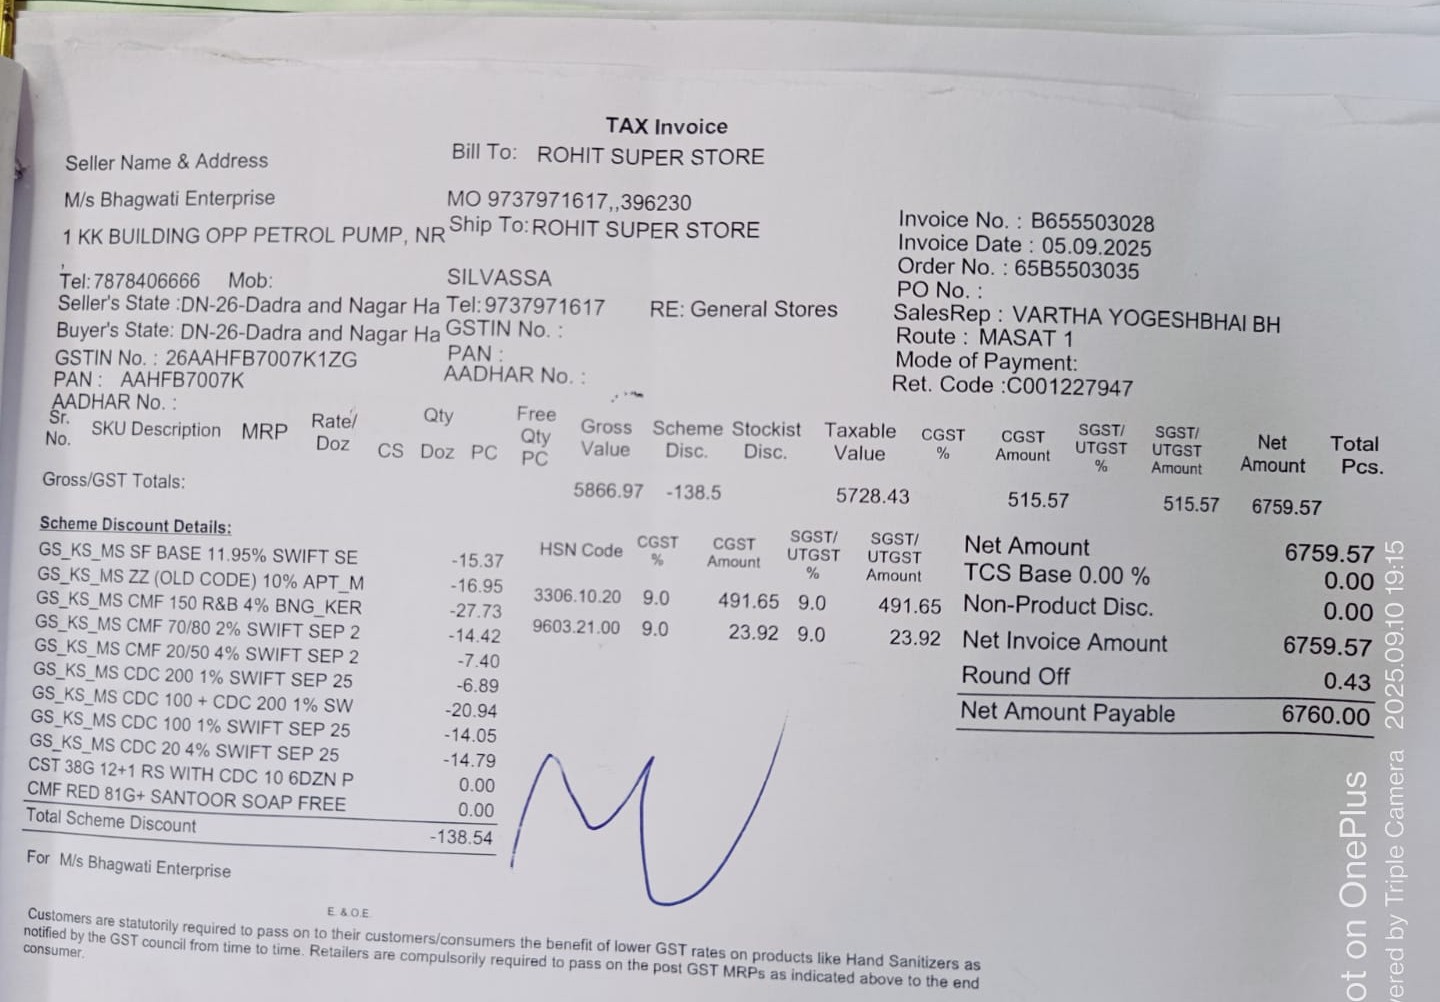 TAX Invoice
Seller Name & Address
Bill To: ROHIT SUPER STORE
M/s Bhagwati Enterprise
MO 9737971617,,396230
1 KK BUILDING OPP PETROL PUMP, NR
Ship To:ROHIT SUPER STORE
,
Tel:7878406666 Mob:
SILVASSA
Seller's State :DN-26-Dadra and Nagar Ha
Tel:9737971617 RE: General Stores
Buyer's State: DN-26-Dadra and Nagar Ha
GSTIN No. :
GSTIN No. : 26AAHFB7007K1ZG
PAN :
PAN : AAHFB7007K
AADHAR No. :
AADHAR No. :
Invoice No. : B655503028
Invoice Date : 05.09.2025
Order No. : 65B5503035
PO No. :
SalesRep : VARTHA YOGESHBHAI BH
Route : MASAT 1
Mode of Payment:
Ret. Code :C001227947
Sr. No. SKU Description MRP Rate/ Doz Qty CS Doz PC Free Qty PC Gross Value Scheme Disc. Stockist Disc. Taxable Value CGST % CGST Amount SGST/ UTGST % SGST/ UTGST Amount Net Amount Total Pcs.
Gross/GST Totals: 5866.97 -138.5 5728.43 515.57 515.57 6759.57
Scheme Discount Details:
GS_KS_MS SF BASE 11.95% SWIFT SE -15.37
GS_KS_MS ZZ (OLD CODE) 10% APT_M -16.95
GS_KS_MS CMF 150 R&B 4% BNG_KER -27.73
GS_KS_MS CMF 70/80 2% SWIFT SEP 2 -14.42
GS_KS_MS CMF 20/50 4% SWIFT SEP 2 -7.40
GS_KS_MS CDC 200 1% SWIFT SEP 25 -6.89
GS_KS_MS CDC 100 + CDC 200 1% SW -20.94
GS_KS_MS CDC 100 1% SWIFT SEP 25 -14.05
GS_KS_MS CDC 20 4% SWIFT SEP 25 -14.79
CST 38G 12+1 RS WITH CDC 10 6DZN P 0.00
CMF RED 81G+ SANTOOR SOAP FREE 0.00
Total Scheme Discount -138.54
HSN Code CGST % CGST Amount SGST/ UTGST % SGST/ UTGST Amount
3306.10.20 9.0 491.65 9.0 491.65
9603.21.00 9.0 23.92 9.0 23.92
Net Amount 6759.57
TCS Base 0.00 % 0.00
Non-Product Disc. 0.00
Net Invoice Amount 6759.57
Round Off 0.43
Net Amount Payable 6760.00
For M/s Bhagwati Enterprise
E. & O.E.
Customers are statutorily required to pass on to their customers/consumers the benefit of lower GST rates on products like Hand Sanitizers as
notified by the GST council from time to time. Retailers are compulsorily required to pass on the post GST MRPs as indicated above to the end
consumer.
ot on OnePlus
vered by Triple Camera 2025.09.10 19:15